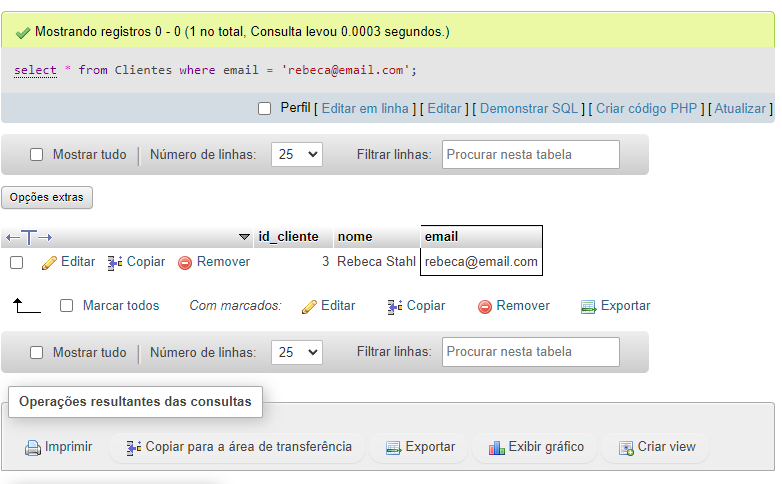 Mostrando registros 0 - 0 (1 no total, Consulta levou 0.0003 segundos.)
select * from Clientes where email = 'rebeca@email.com';
Perfil [ Editar em linha ] [ Editar ] [ Demonstrar SQL ] [ Criar código PHP ] [ Atualizar ]
Mostrar tudo | Número de linhas: 25 Filtrar linhas: Procurar nesta tabela
Opções extras
←T→ id_cliente nome email
Editar Copiar Remover 3 Rebeca Stahl rebeca@email.com
Marcar todos Com marcados: Editar Copiar Remover Exportar
Mostrar tudo | Número de linhas: 25 Filtrar linhas: Procurar nesta tabela
Operações resultantes das consultas
Imprimir Copiar para a área de transferência Exportar Exibir gráfico Criar view